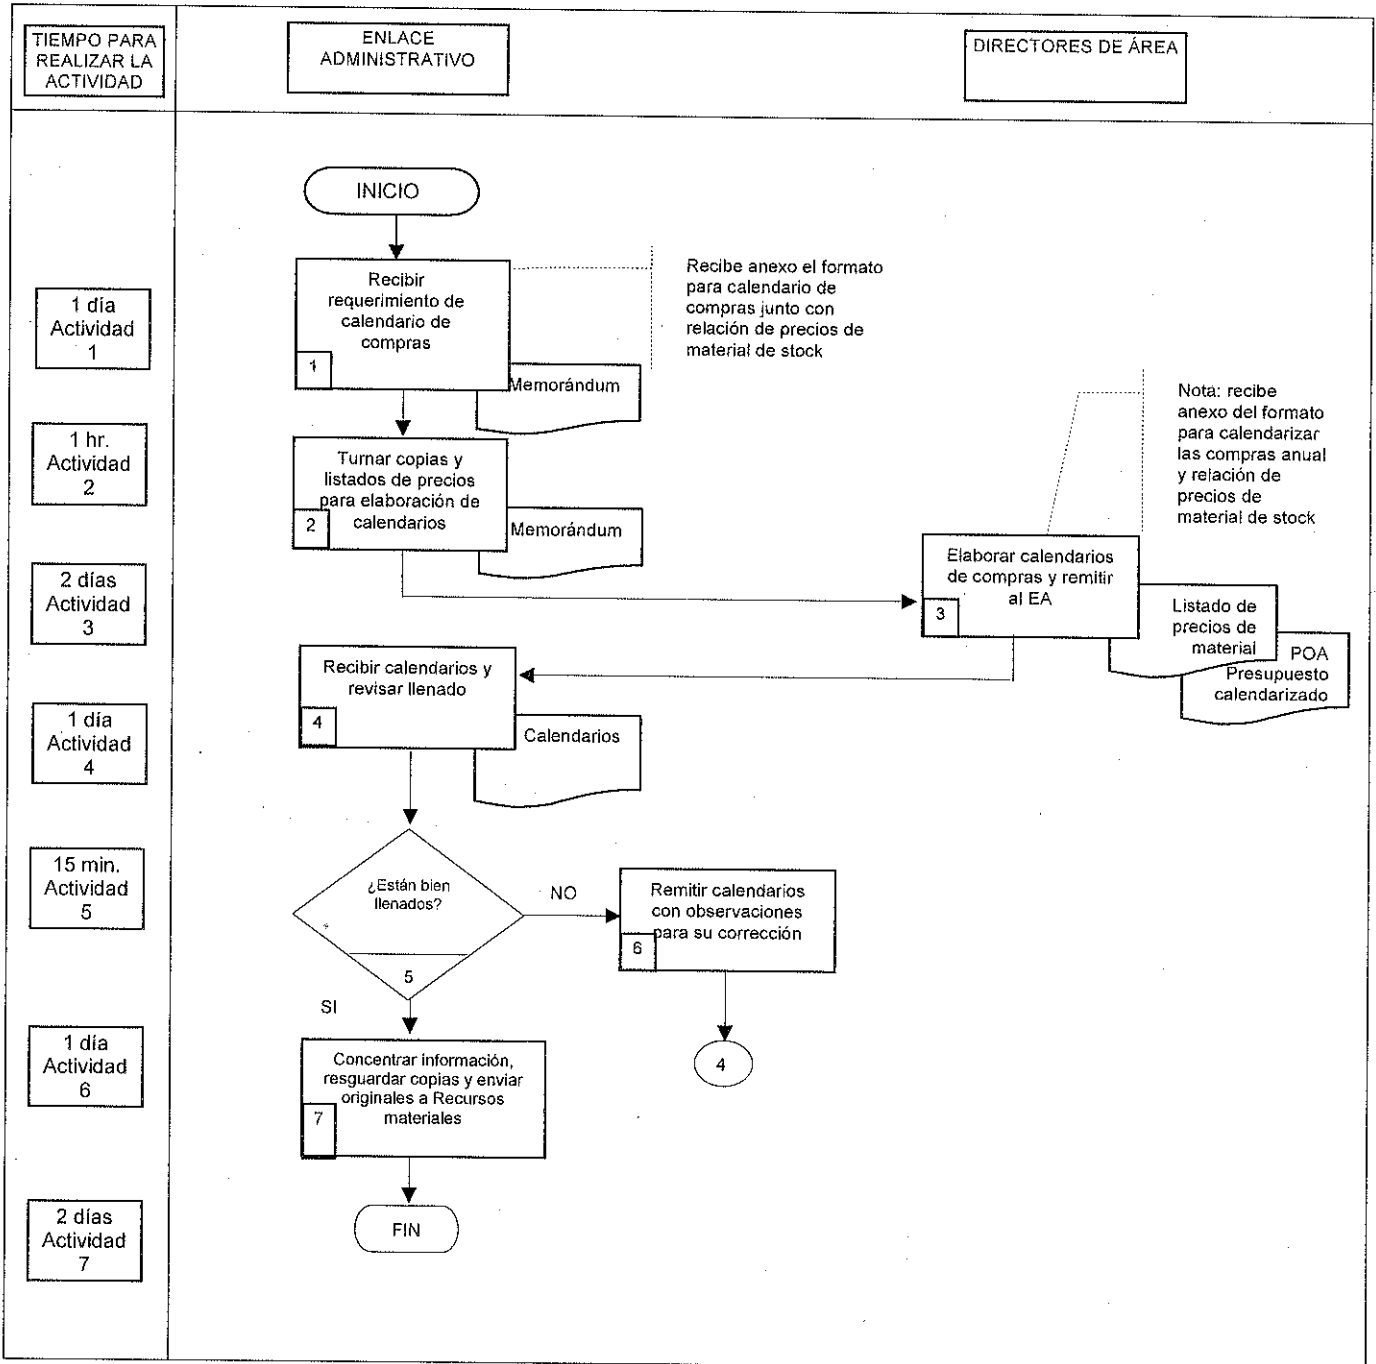 TIEMPO PARA
REALIZAR LA
ACTIVIDAD
ENLACE
ADMINISTRATIVO
DIRECTORES DE ÁREA
INICIO
1 día
Actividad
1
Recibir
requerimiento de
calendario de
compras
1
Memorándum
Recibe anexo el formato
para calendario de
compras junto con
relación de precios de
material de stock
1 hr.
Actividad
2
Turnar copias y
listados de precios
para elaboración de
calendarios
2
Memorándum
Nota: recibe
anexo del formato
para calendarizar
las compras anual
y relación de
precios de
material de stock
2 días
Actividad
3
Elaborar calendarios
de compras y remitir
al EA
3
Listado de
precios de
material
POA
Presupuesto
calendarizado
1 día
Actividad
4
Recibir calendarios y
revisar llenado
4
Calendarios
15 min.
Actividad
5
¿Están bien
llenados?
5
NO
SI
Remitir calendarios
con observaciones
para su corrección
6
4
1 día
Actividad
6
Concentrar información,
resguardar copias y enviar
originales a Recursos
materiales
7
2 días
Actividad
7
FIN